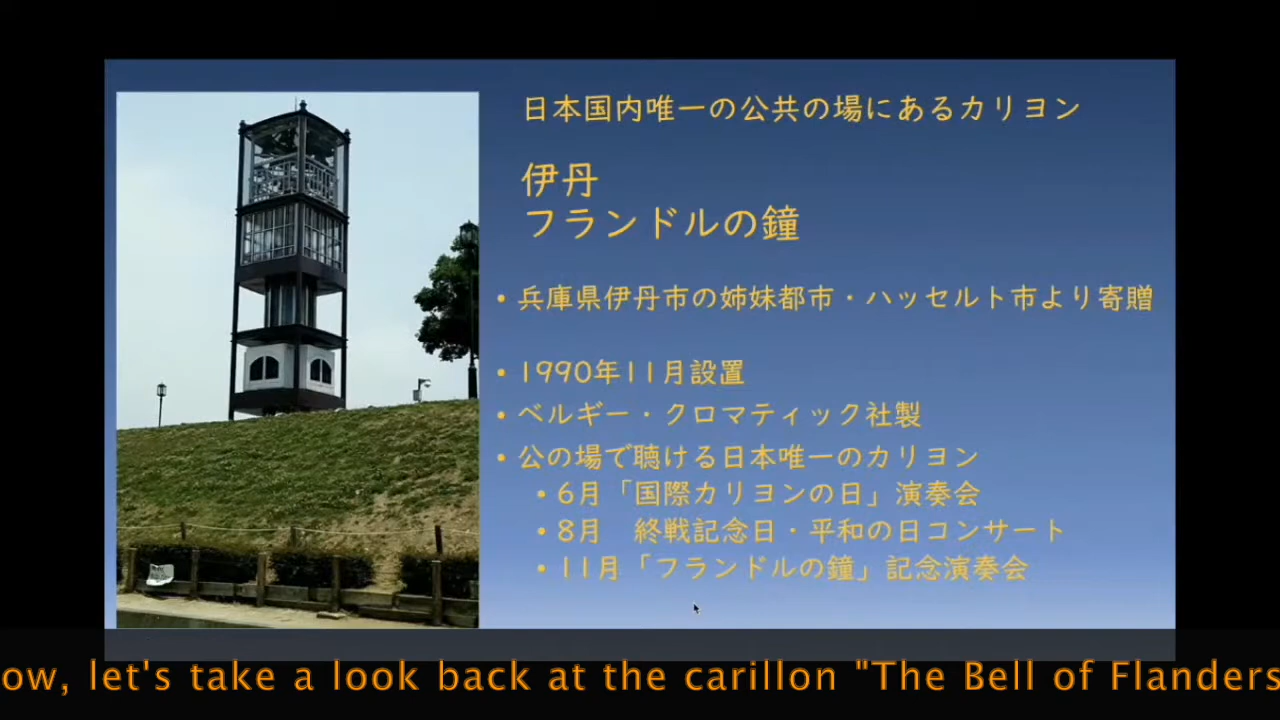 日本国内唯一の公共の場にあるカリヨン
伊丹
フランドルの鐘
• 兵庫県伊丹市の姉妹都市・ハッセルト市より寄贈
• 1990年11月設置
• ベルギー・クロマティック社製
• 公の場で聴ける日本唯一のカリヨン
• 6月「国際カリヨンの日」演奏会
• 8月　終戦記念日・平和の日コンサート
• 11月「フランドルの鐘」記念演奏会
ow, let's take a look back at the carillon "The Bell of Flanders